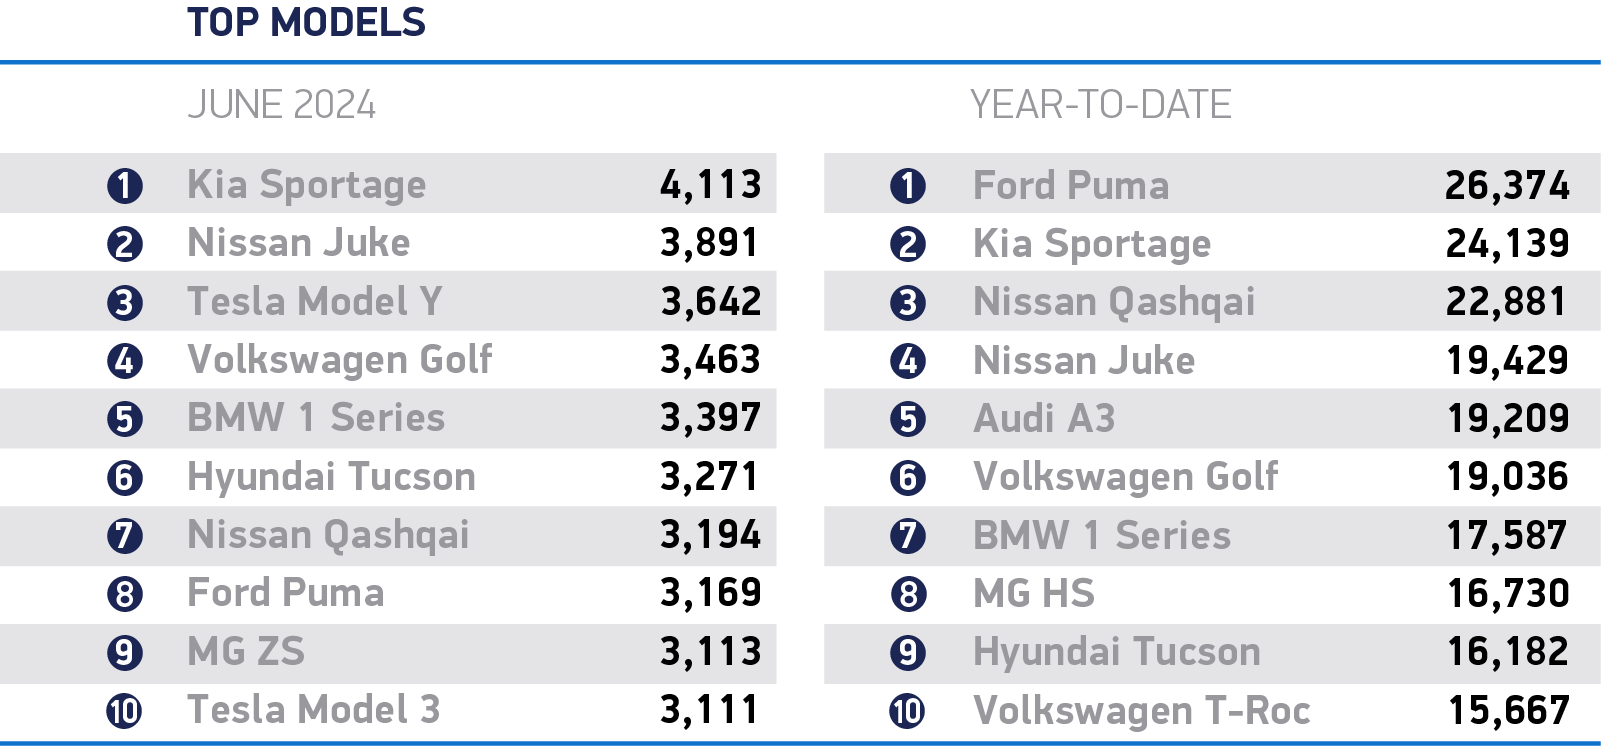 TOP MODELS
JUNE 2024 YEAR-TO-DATE
1 Kia Sportage 4,113 1 Ford Puma 26,374
2 Nissan Juke 3,891 2 Kia Sportage 24,139
3 Tesla Model Y 3,642 3 Nissan Qashqai 22,881
4 Volkswagen Golf 3,463 4 Nissan Juke 19,429
5 BMW 1 Series 3,397 5 Audi A3 19,209
6 Hyundai Tucson 3,271 6 Volkswagen Golf 19,036
7 Nissan Qashqai 3,194 7 BMW 1 Series 17,587
8 Ford Puma 3,169 8 MG HS 16,730
9 MG ZS 3,113 9 Hyundai Tucson 16,182
10 Tesla Model 3 3,111 10 Volkswagen T-Roc 15,667